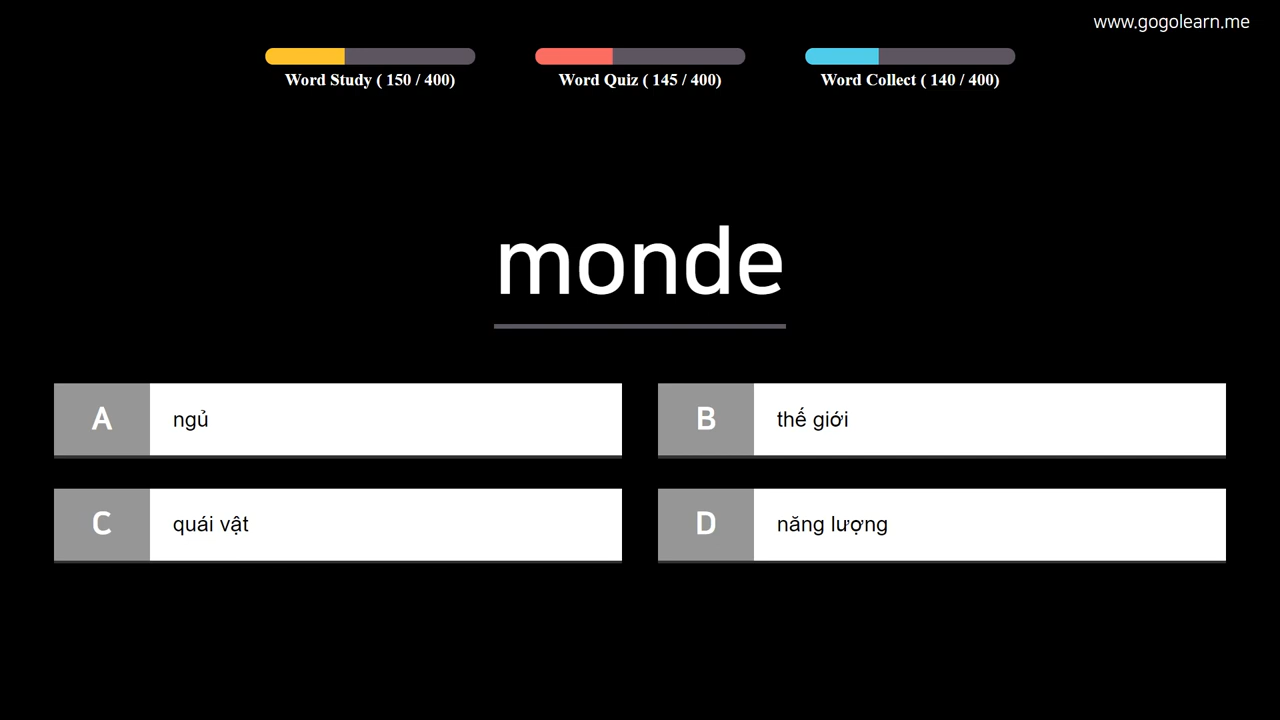 www.gogolearn.me
Word Study ( 150 / 400)
Word Quiz ( 145 / 400)
Word Collect ( 140 / 400)
monde
A ngủ
B thế giới
C quái vật
D năng lượng